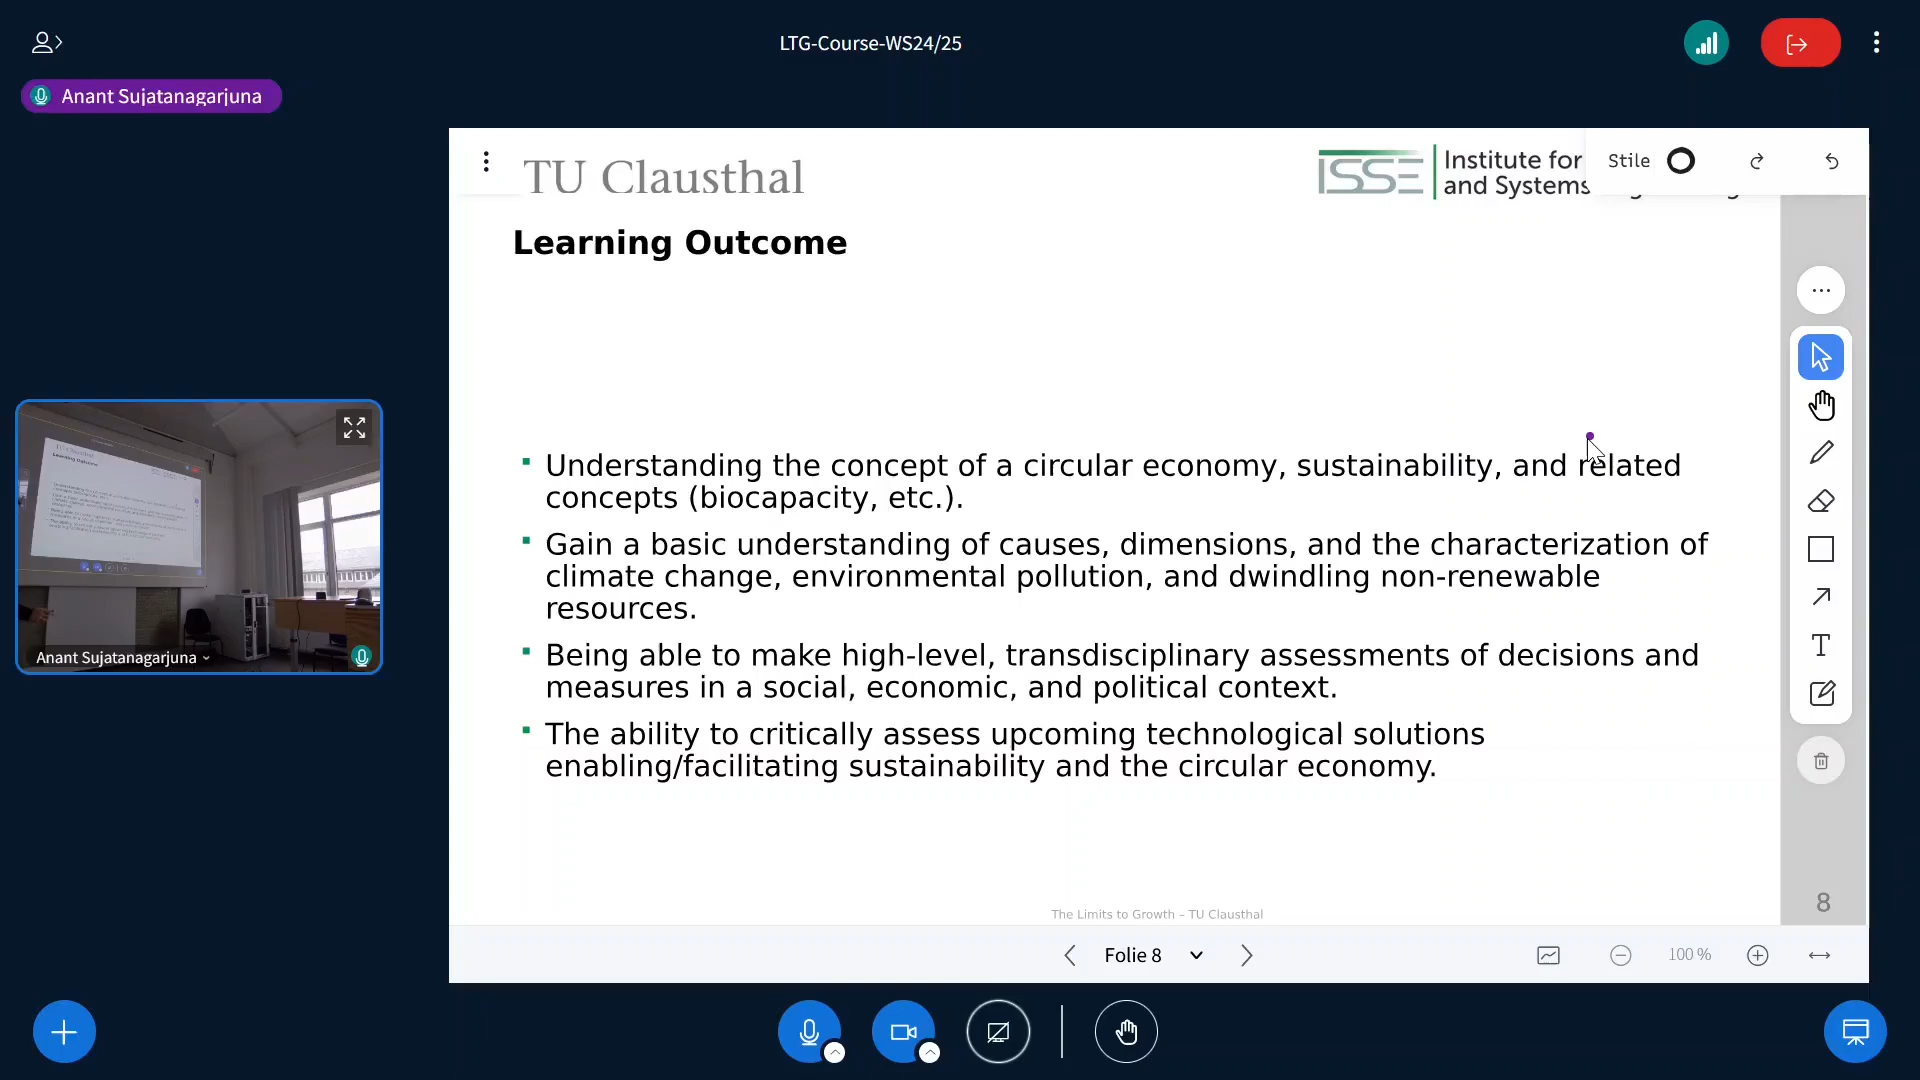 LTG-Course-WS24/25
Anant Sujatanagarjuna
TU Clausthal
ISSE
Institute for
and Systems
Stile
Learning Outcome
Understanding the concept of a circular economy, sustainability, and related
concepts (biocapacity, etc.).
Gain a basic understanding of causes, dimensions, and the characterization of
climate change, environmental pollution, and dwindling non-renewable
resources.
Being able to make high-level, transdisciplinary assessments of decisions and
measures in a social, economic, and political context.
The ability to critically assess upcoming technological solutions
enabling/facilitating sustainability and the circular economy.
The Limits to Growth – TU Clausthal
8
Folie 8
100 %
Learning Outcome
Anant Sujatanagarjuna